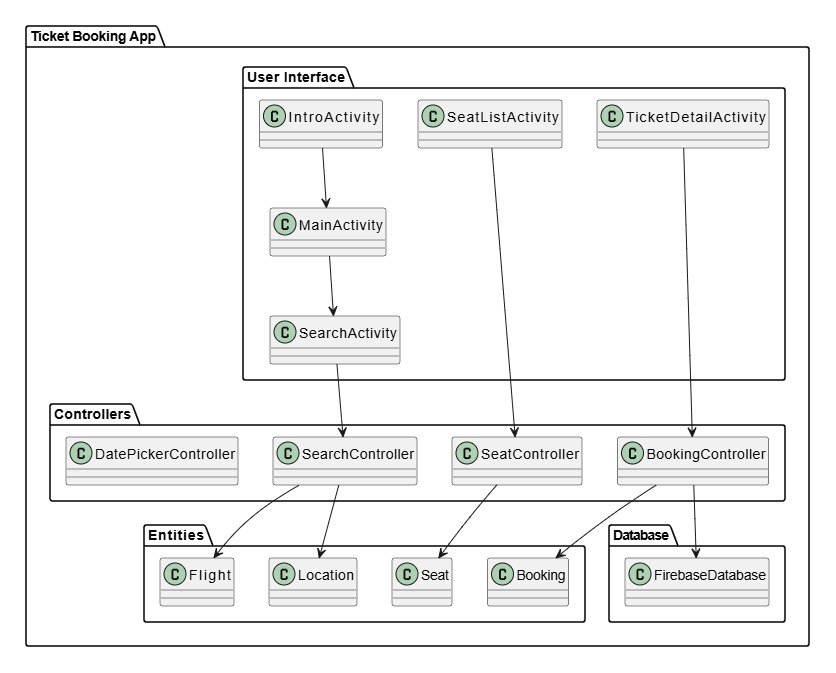 Ticket Booking App
User Interface
C IntroActivity
C SeatListActivity
C TicketDetailActivity
C MainActivity
C SearchActivity
Controllers
C DatePickerController
C SearchController
C SeatController
C BookingController
Entities
Database
C Flight
C Location
C Seat
C Booking
C FirebaseDatabase